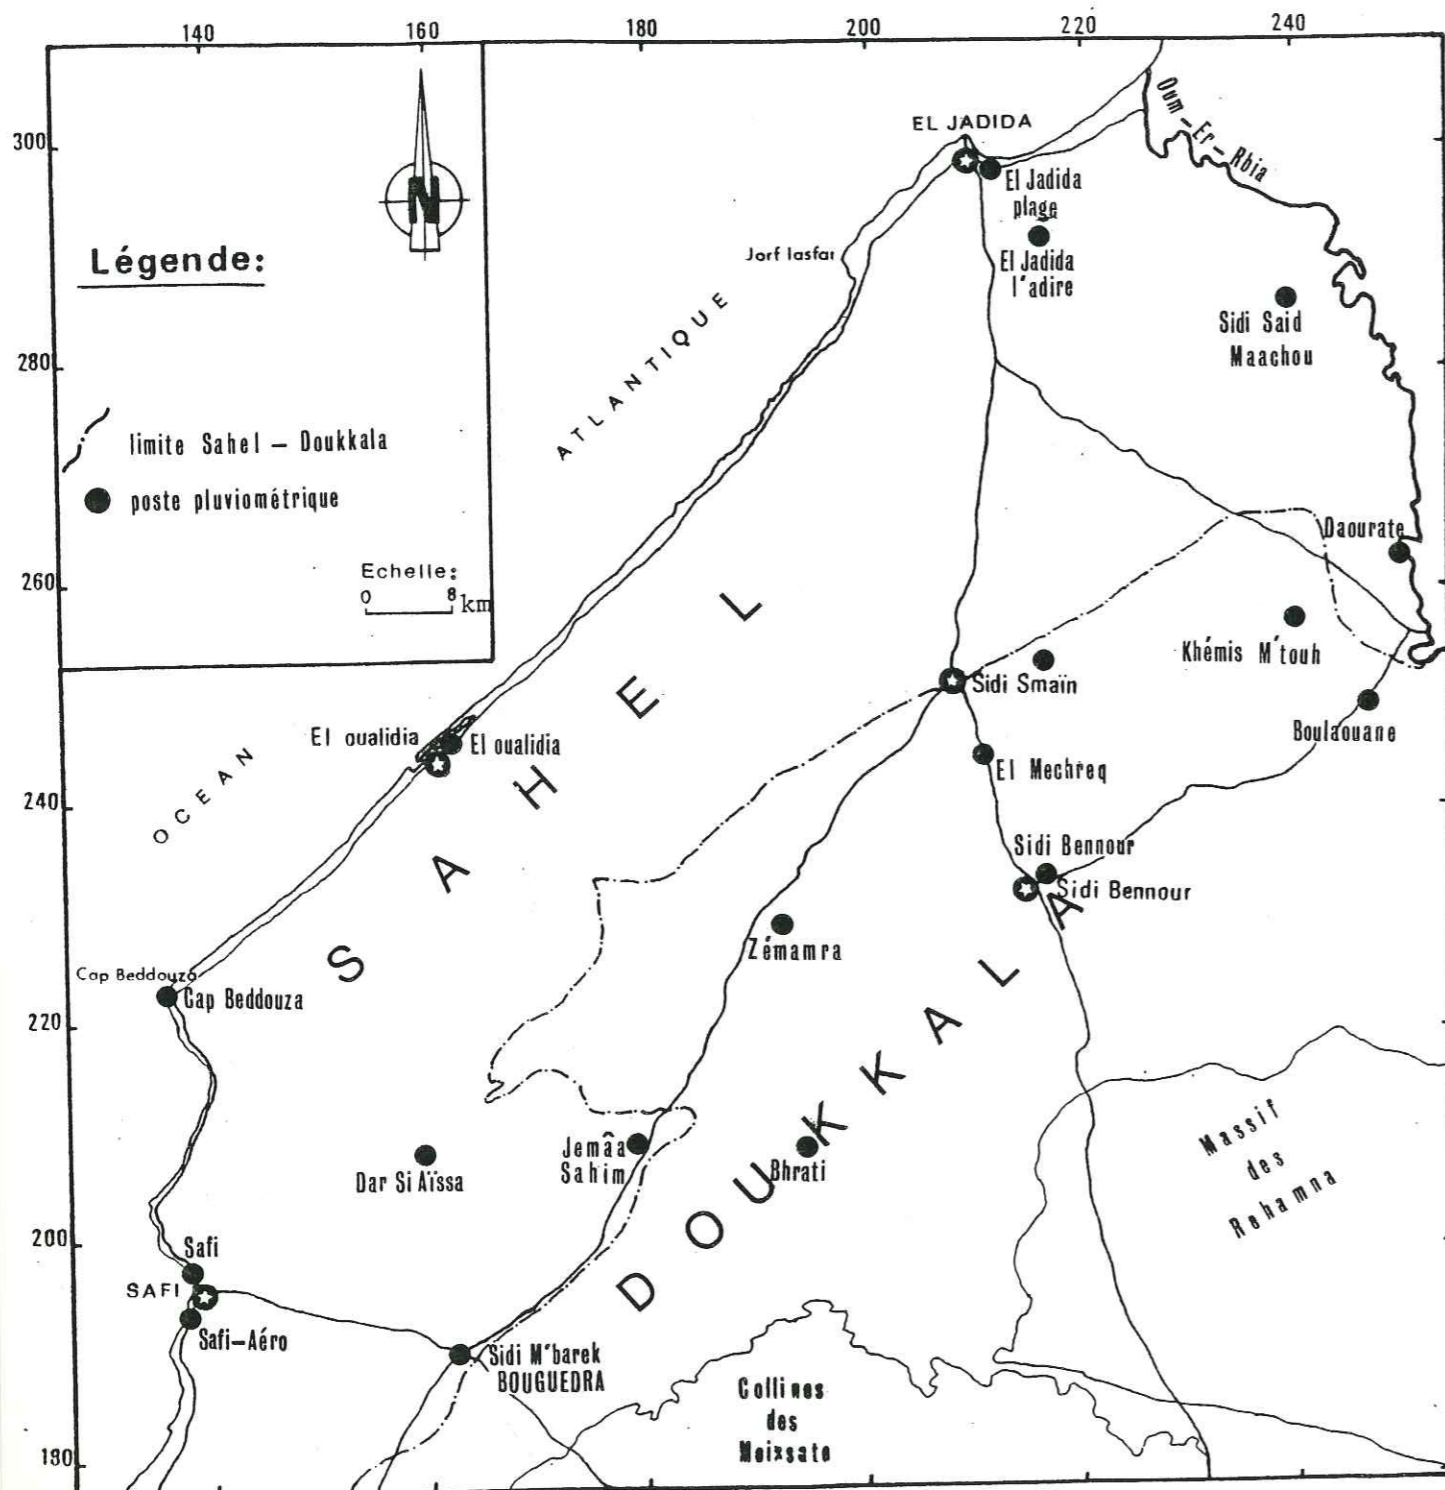 140 160 180 200 220 240
300
280
260
240
220
200
180
N
Légende:
limite Sahel – Doukkala
poste pluviométrique
Echelle:
0 8 km
OCEAN ATLANTIQUE
SAHEL
DOUKKALA
EL JADIDA
El Jadida
plage
El Jadida
l'adire
Oum-Er-Rbia
Jorf lasfar
Sidi Said
Maachou
Daourate
Khémis M'touh
Sidi Smaïn
Boulaouane
El oualidia
El oualidia
El Mechreq
Sidi Bennour
Sidi Bennour
Zémamra
Cap Beddouza
Cap Beddouza
Jemâa
Sahim
Bhrati
Dar Si Aïssa
Massif
des
Rehamna
Safi
SAFI
Safi-Aéro
Sidi M'barek
BOUGUEDRA
Collines
des
Moixsate